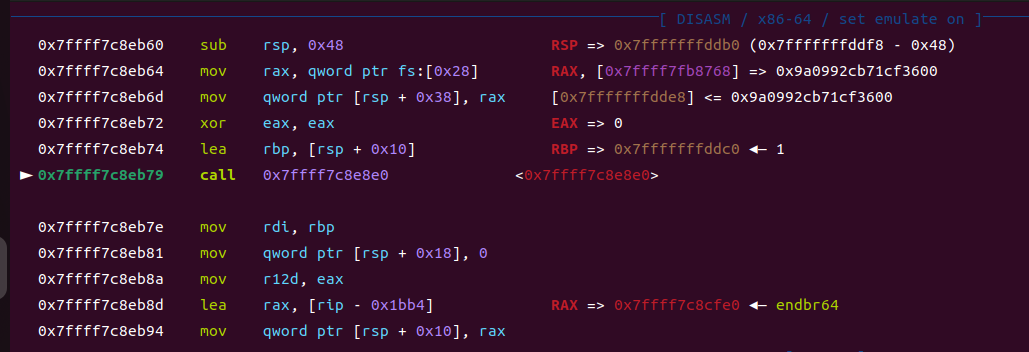 [ DISASM / x86-64 / set emulate on ]
0x7ffff7c8eb60 sub rsp, 0x48 RSP => 0x7fffffffddb0 (0x7fffffffddf8 - 0x48)
0x7ffff7c8eb64 mov rax, qword ptr fs:[0x28] RAX, [0x7ffff7fb8768] => 0x9a0992cb71cf3600
0x7ffff7c8eb6d mov qword ptr [rsp + 0x38], rax [0x7fffffffdde8] <= 0x9a0992cb71cf3600
0x7ffff7c8eb72 xor eax, eax EAX => 0
0x7ffff7c8eb74 lea rbp, [rsp + 0x10] RBP => 0x7fffffffddc0 ◂— 1
► 0x7ffff7c8eb79 call 0x7ffff7c8e8e0 <0x7ffff7c8e8e0>
0x7ffff7c8eb7e mov rdi, rbp
0x7ffff7c8eb81 mov qword ptr [rsp + 0x18], 0
0x7ffff7c8eb8a mov r12d, eax
0x7ffff7c8eb8d lea rax, [rip - 0x1bb4] RAX => 0x7ffff7c8cfe0 ◂— endbr64
0x7ffff7c8eb94 mov qword ptr [rsp + 0x10], rax